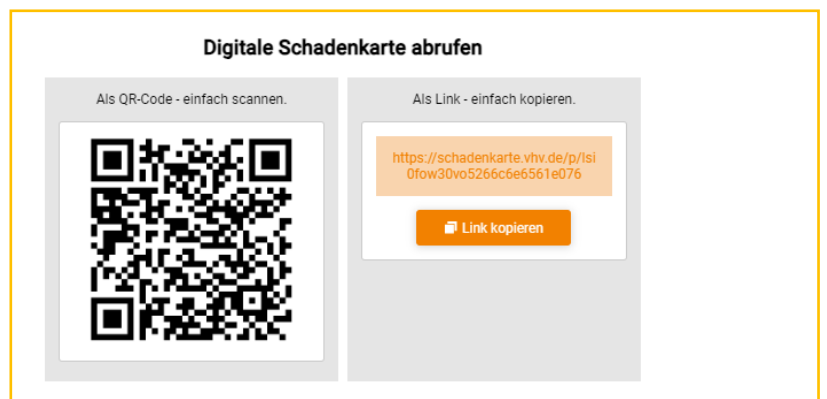 Digitale Schadenkarte abrufen
Als QR-Code - einfach scannen.
Als Link - einfach kopieren.
https://schadenkarte.vhv.de/p/lsi
0fow30vo5266c6e6561e076
Link kopieren